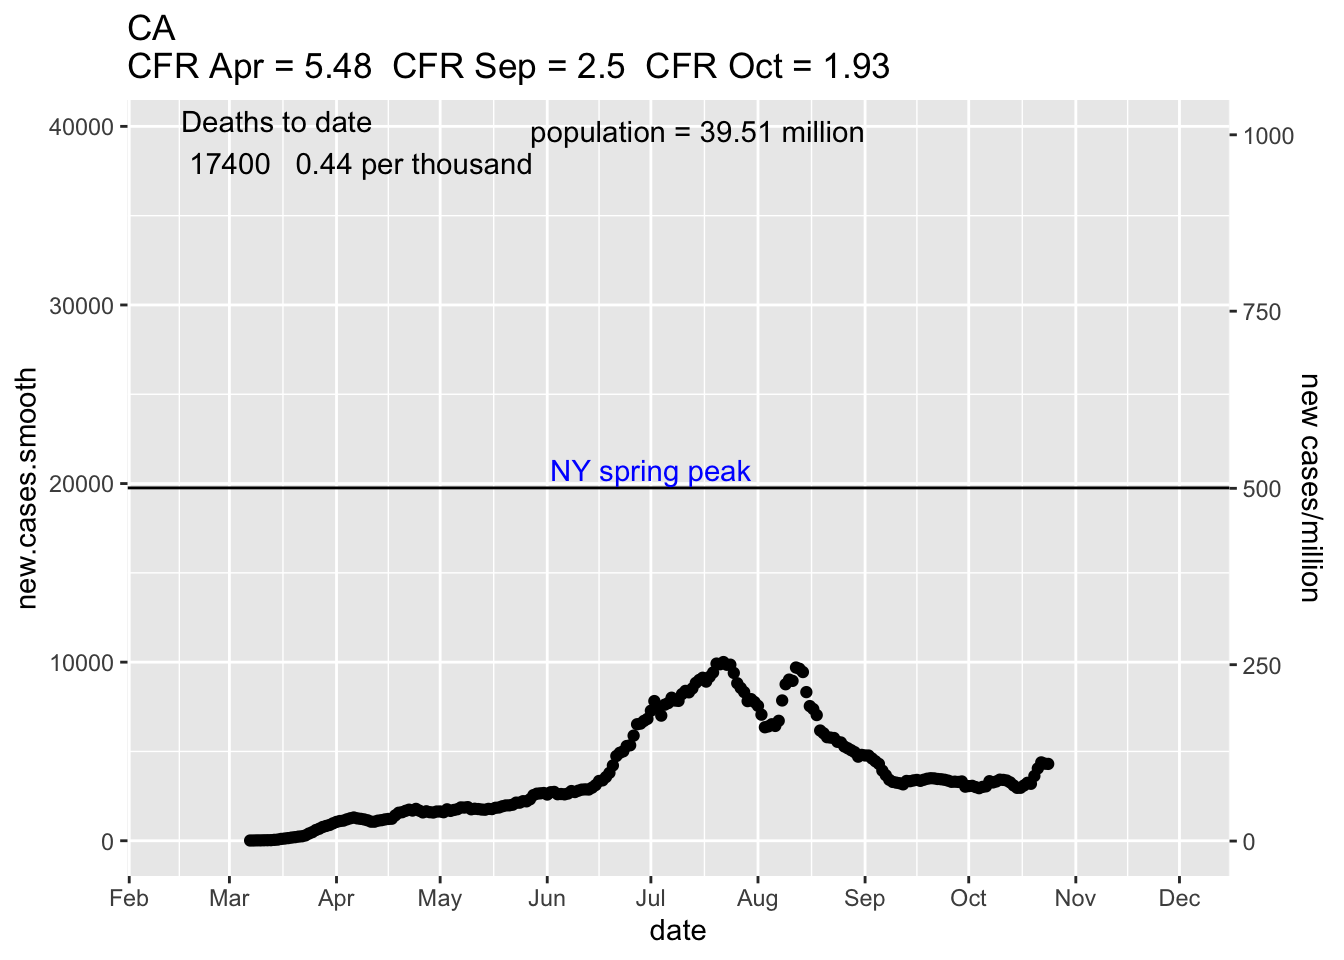 CA
CFR Apr = 5.48  CFR Sep = 2.5  CFR Oct = 1.93
Deaths to date
population = 39.51 million
17400   0.44 per thousand
NY spring peak
new.cases.smooth
40000
30000
20000
10000
0
1000
750
500
250
0
new cases/million
Feb Mar Apr May Jun Jul Aug Sep Oct Nov Dec
date